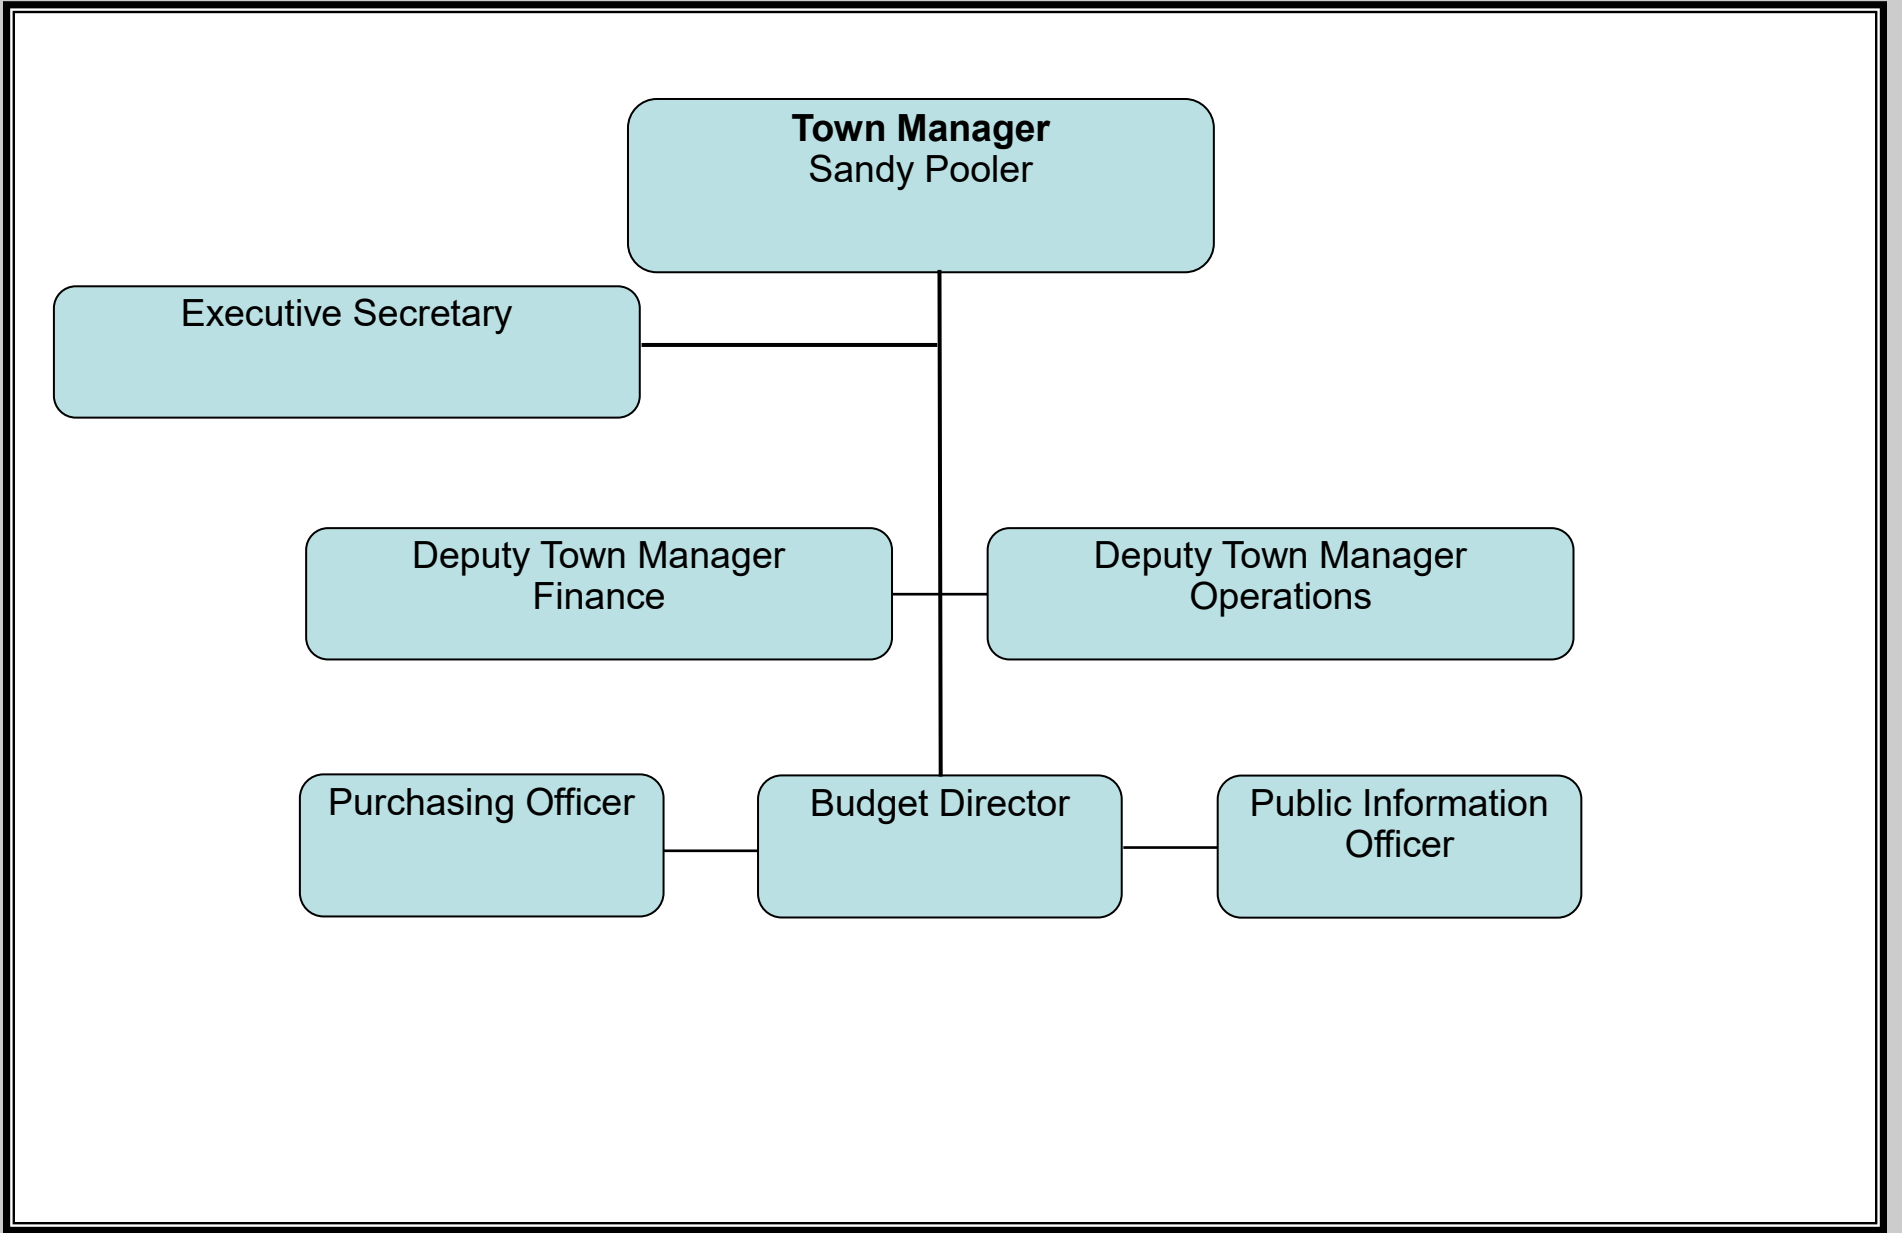 Town Manager
Sandy Pooler
Executive Secretary
Deputy Town Manager
Finance
Deputy Town Manager
Operations
Purchasing Officer
Budget Director
Public Information
Officer